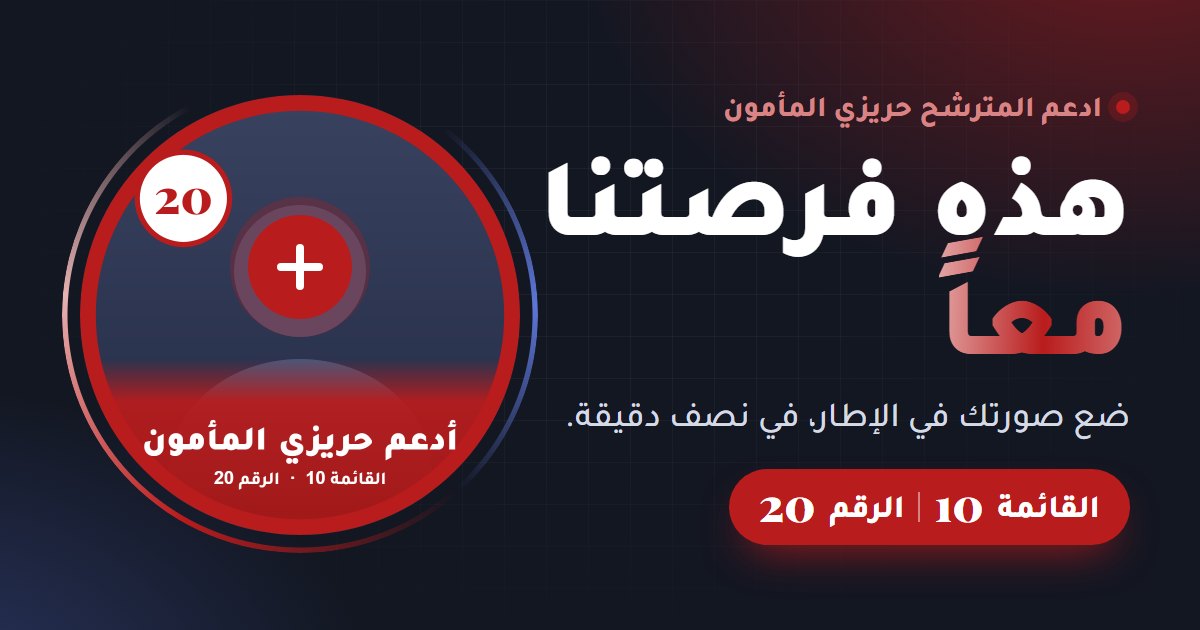 ادعم المترشح حريزي المأمون
هذه فرصتنا
معاً
ضع صورتك في الإطار، في نصف دقيقة.
القائمة 10 | الرقم 20
20
أدعم حريزي المأمون
القائمة 10 · الرقم 20